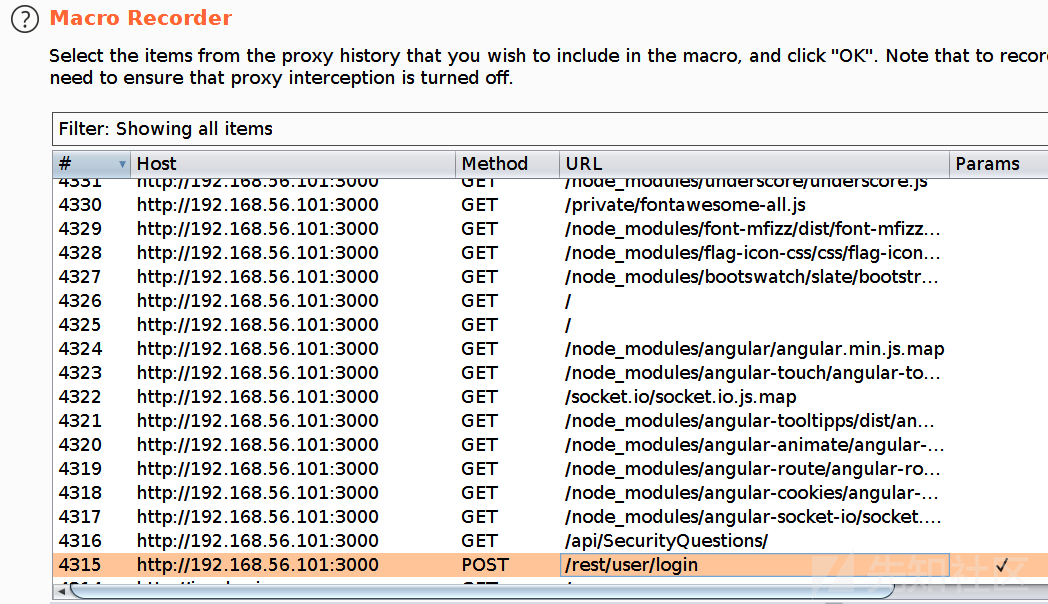 ?
Macro Recorder
Select the items from the proxy history that you wish to include in the macro, and click "OK". Note that to recor
need to ensure that proxy interception is turned off.
Filter: Showing all items
# Host Method URL Params
4331 http://192.168.56.101:3000 GET /node_modules/underscore/underscore.js
4330 http://192.168.56.101:3000 GET /private/fontawesome-all.js
4329 http://192.168.56.101:3000 GET /node_modules/font-mfizz/dist/font-mfizz...
4328 http://192.168.56.101:3000 GET /node_modules/flag-icon-css/css/flag-icon...
4327 http://192.168.56.101:3000 GET /node_modules/bootswatch/slate/bootstr...
4326 http://192.168.56.101:3000 GET /
4325 http://192.168.56.101:3000 GET /
4324 http://192.168.56.101:3000 GET /node_modules/angular/angular.min.js.map
4323 http://192.168.56.101:3000 GET /node_modules/angular-touch/angular-to...
4322 http://192.168.56.101:3000 GET /socket.io/socket.io.js.map
4321 http://192.168.56.101:3000 GET /node_modules/angular-tooltipps/dist/an...
4320 http://192.168.56.101:3000 GET /node_modules/angular-animate/angular-...
4319 http://192.168.56.101:3000 GET /node_modules/angular-route/angular-ro...
4318 http://192.168.56.101:3000 GET /node_modules/angular-cookies/angular-...
4317 http://192.168.56.101:3000 GET /node_modules/angular-socket-io/socket....
4316 http://192.168.56.101:3000 GET /api/SecurityQuestions/
4315 http://192.168.56.101:3000 POST /rest/user/login ✓
先知社区